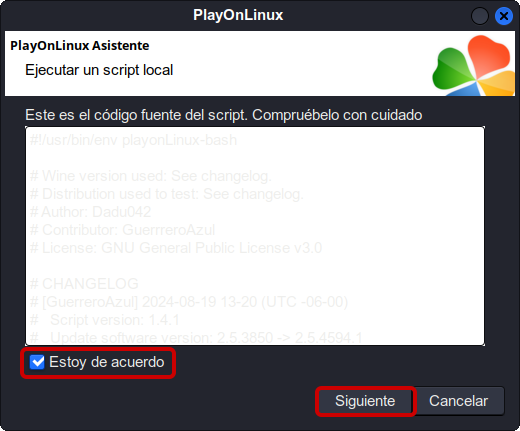 PlayOnLinux
PlayOnLinux Asistente
Ejecutar un script local
Este es el código fuente del script. Compruébelo con cuidado
#!/usr/bin/env playonLinux-bash
# Wine version used: See changelog.
# Distribution used to test: See changelog.
# Author: Dadu042
# Contributor: GuerrreroAzul
# License: GNU General Public License v3.0
# CHANGELOG
# [GuerreroAzul] 2024-08-19 13-20 (UTC -06-00)
#   Script version: 1.4.1
#   Update software version: 2.5.3850 -> 2.5.4594.1
Estoy de acuerdo
Siguiente Cancelar